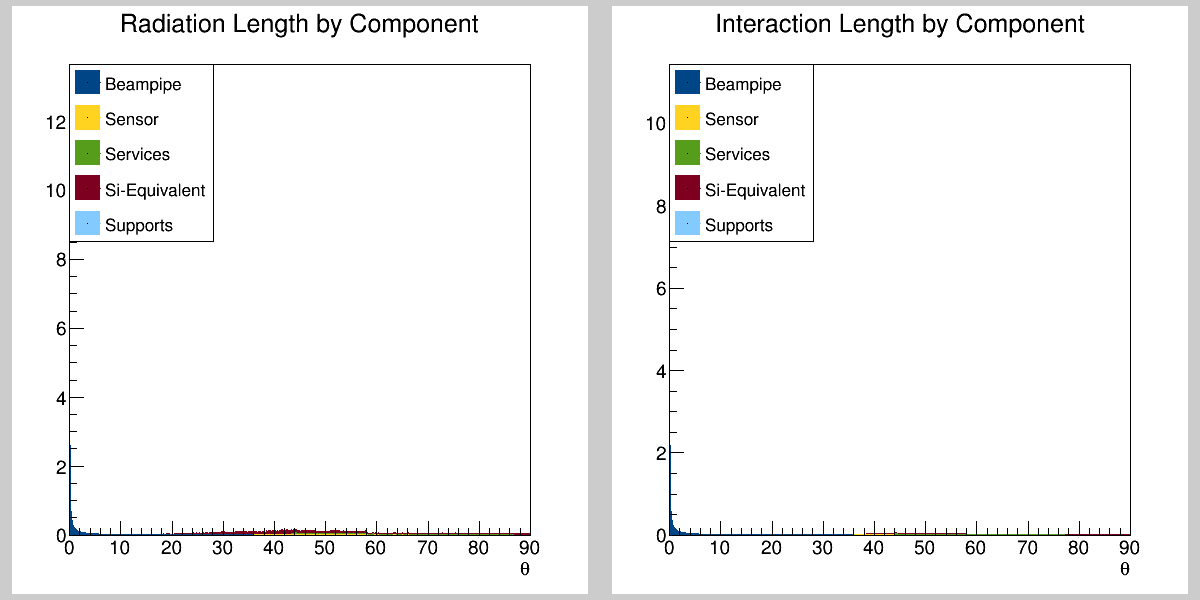 Radiation Length by Component
Beampipe
Sensor
Services
Si-Equivalent
Supports
12
10
8
6
4
2
0
0 10 20 30 40 50 60 70 80 90
θ
Interaction Length by Component
Beampipe
Sensor
Services
Si-Equivalent
Supports
10
8
6
4
2
0
0 10 20 30 40 50 60 70 80 90
θ